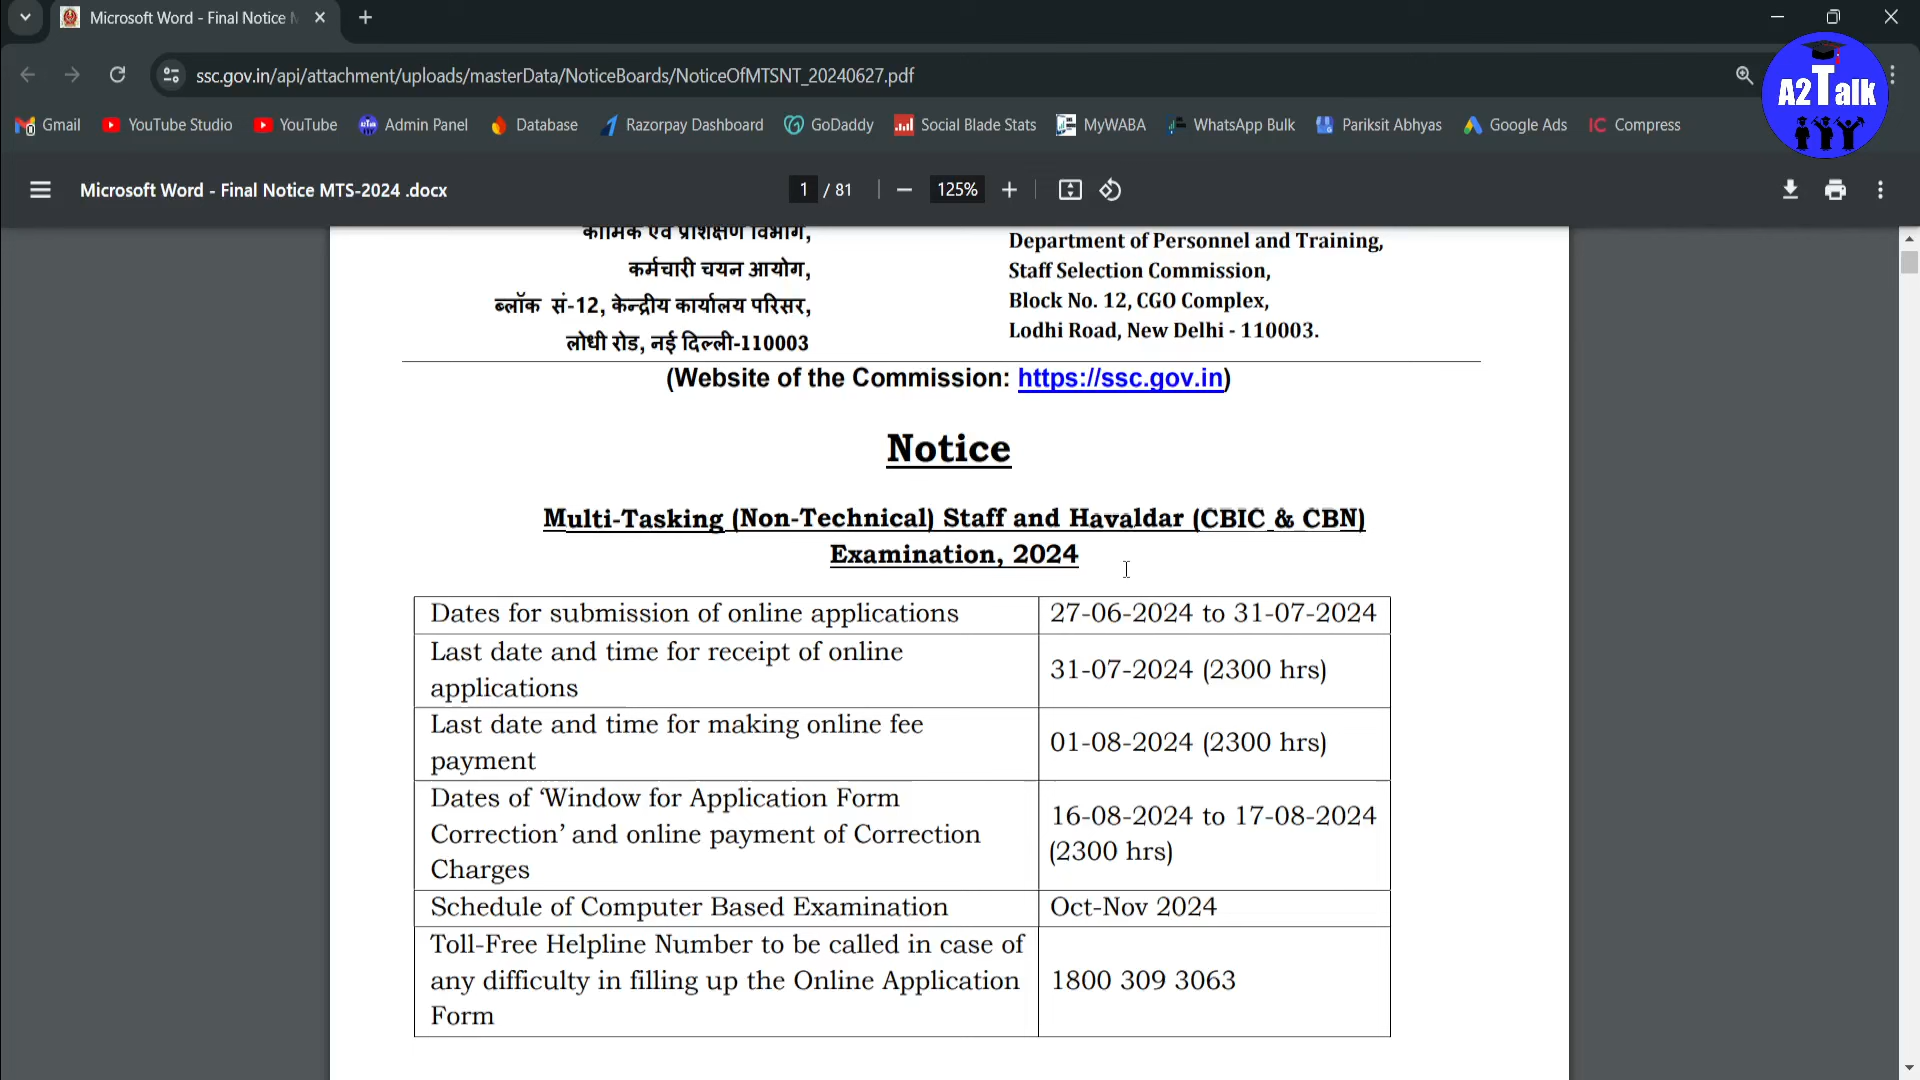 Microsoft Word - Final Notice M
ssc.gov.in/api/attachment/uploads/masterData/NoticeBoards/NoticeOfMTSNT_20240627.pdf
A2Talk
Gmail YouTube Studio YouTube Admin Panel Database Razorpay Dashboard GoDaddy Social Blade Stats MyWABA WhatsApp Bulk Pariksit Abhyas Google Ads IC Compress
Microsoft Word - Final Notice MTS-2024 .docx 1 / 81 125%
कार्मिक एवं प्रशिक्षण विभाग,
कर्मचारी चयन आयोग,
ब्लॉक सं-12, केन्द्रीय कार्यालय परिसर,
लोधी रोड, नई दिल्ली-110003
Department of Personnel and Training,
Staff Selection Commission,
Block No. 12, CGO Complex,
Lodhi Road, New Delhi - 110003.
(Website of the Commission: https://ssc.gov.in)
Notice
Multi-Tasking (Non-Technical) Staff and Havaldar (CBIC & CBN)
Examination, 2024
Dates for submission of online applications 27-06-2024 to 31-07-2024
Last date and time for receipt of online
applications
31-07-2024 (2300 hrs)
Last date and time for making online fee
payment
01-08-2024 (2300 hrs)
Dates of ‘Window for Application Form
Correction’ and online payment of Correction
Charges
16-08-2024 to 17-08-2024
(2300 hrs)
Schedule of Computer Based Examination Oct-Nov 2024
Toll-Free Helpline Number to be called in case of
any difficulty in filling up the Online Application
Form
1800 309 3063